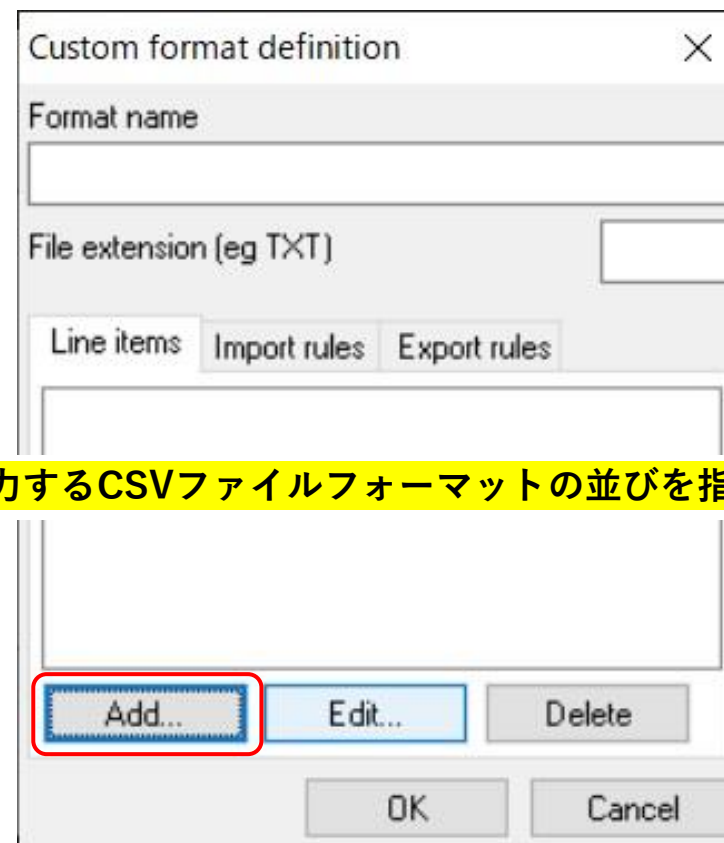 Custom format definition
Format name
File extension (eg TXT)
Line items Import rules Export rules
力するCSVファイルフォーマットの並びを指
Add... Edit... Delete
OK Cancel